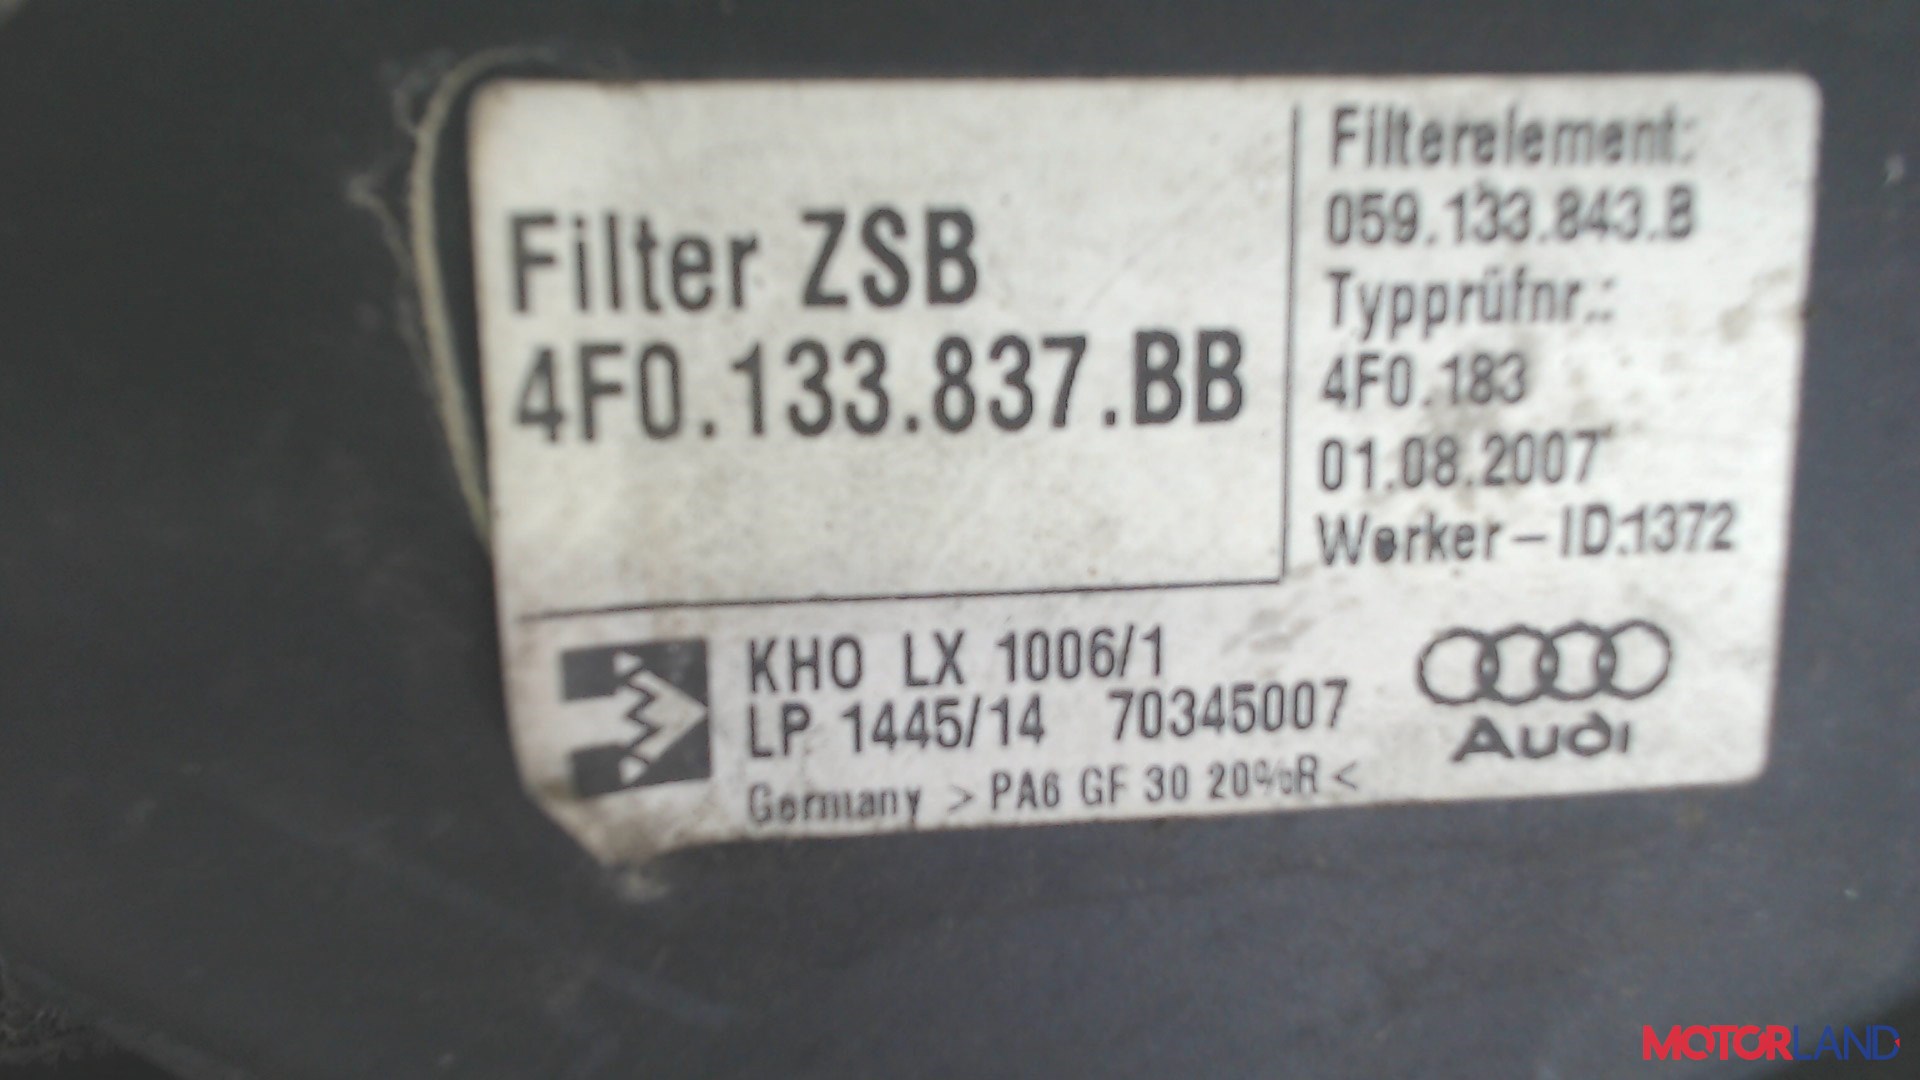 Filter ZSB
4F0.133.837.BB
Filterelement:
059.133.843.B
Typprüfnr.:
4F0.183
01.08.2007
Werker-ID:1372
KHO LX 1006/1
LP 1445/14 70345007
Germany >PA6 GF 30 20%R<
Audi
MOTORLAND